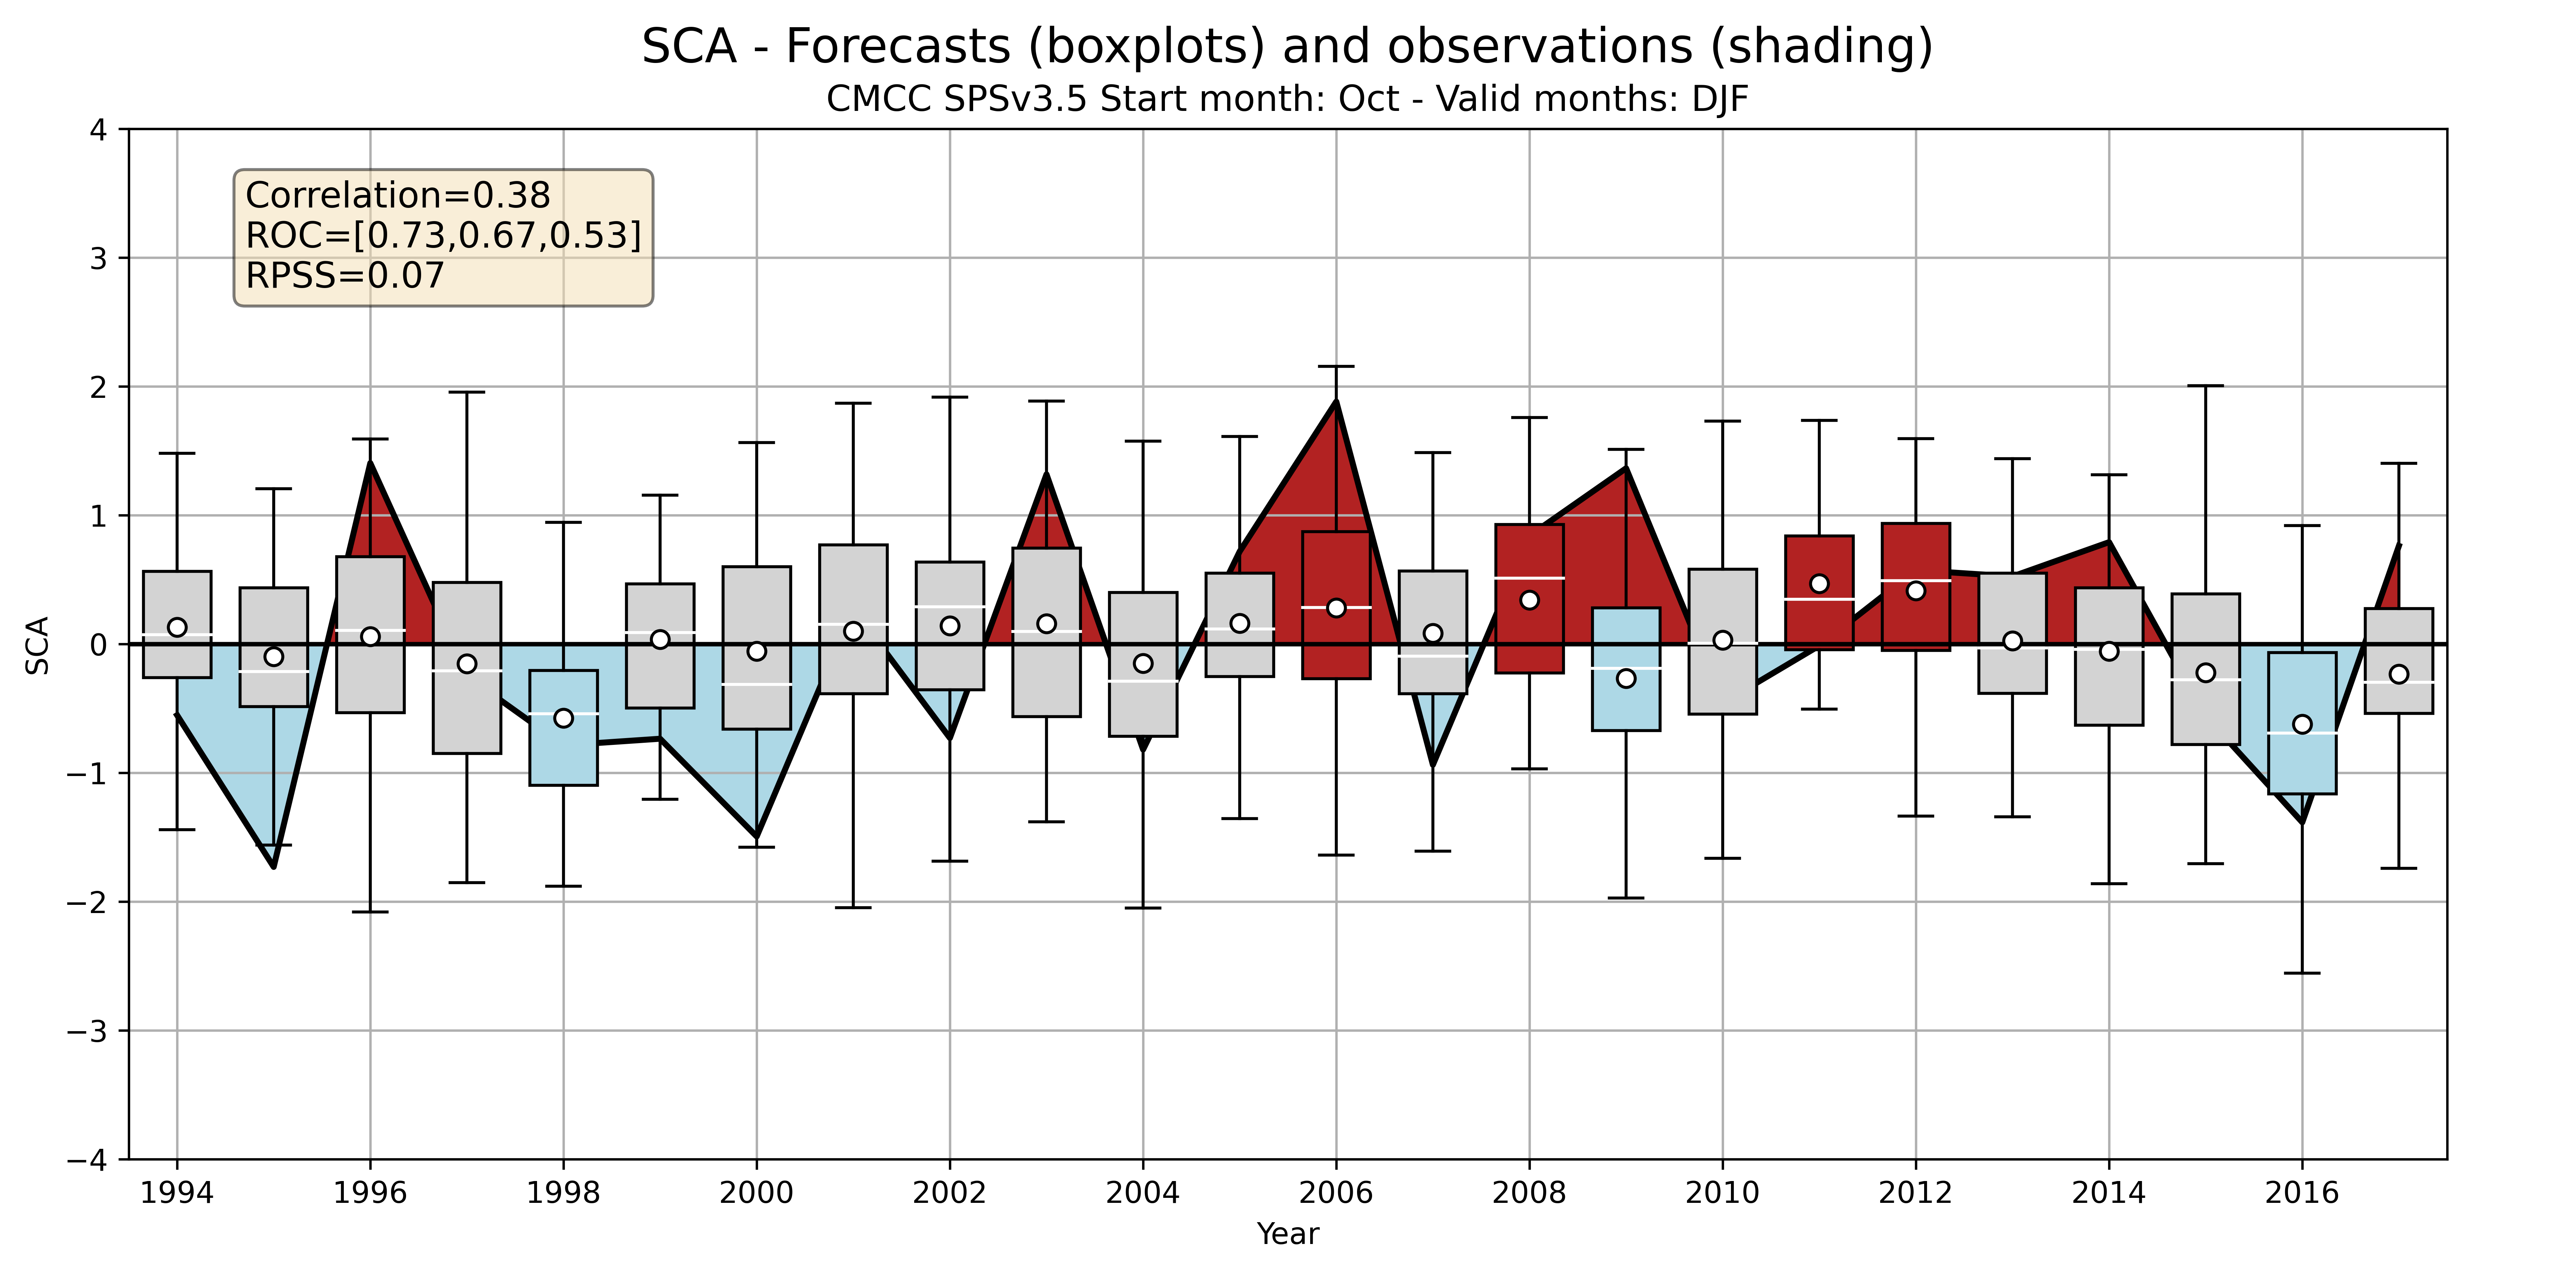 SCA - Forecasts (boxplots) and observations (shading)
CMCC SPSv3.5 Start month: Oct - Valid months: DJF
Correlation=0.38
ROC=[0.73,0.67,0.53]
RPSS=0.07
4
3
2
1
0
−1
−2
−3
−4
SCA
1994 1996 1998 2000 2002 2004 2006 2008 2010 2012 2014 2016
Year